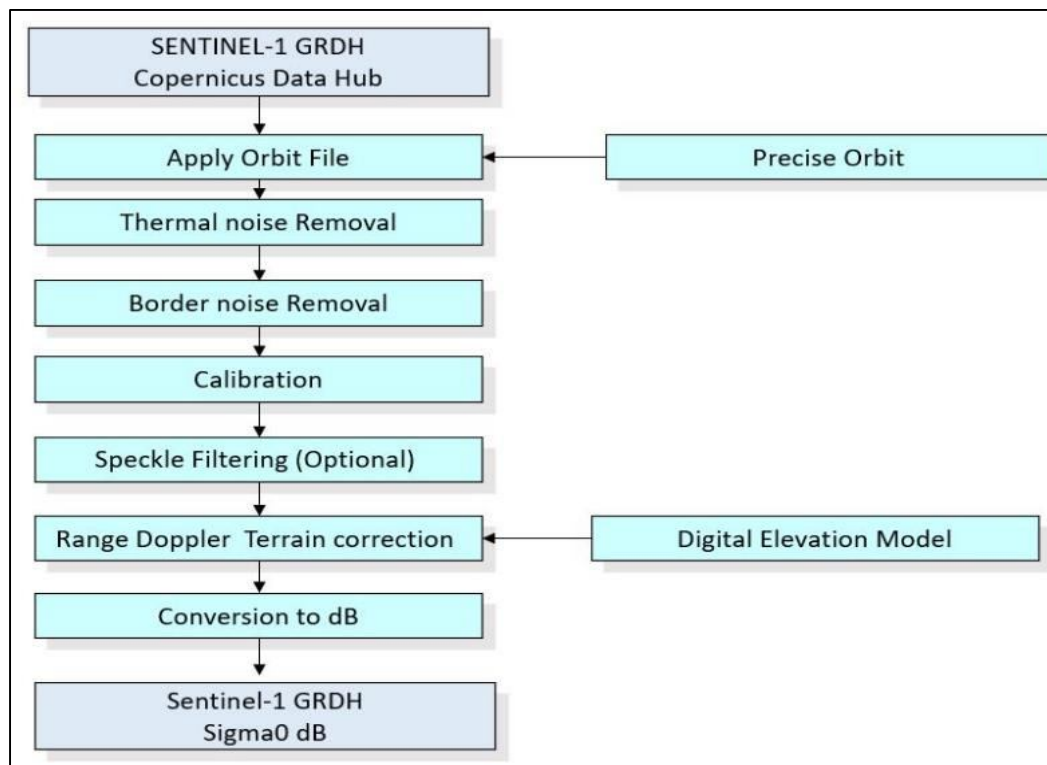 SENTINEL-1 GRDH
Copernicus Data Hub
Apply Orbit File
Precise Orbit
Thermal noise Removal
Border noise Removal
Calibration
Speckle Filtering (Optional)
Range Doppler Terrain correction
Digital Elevation Model
Conversion to dB
Sentinel-1 GRDH
Sigma0 dB